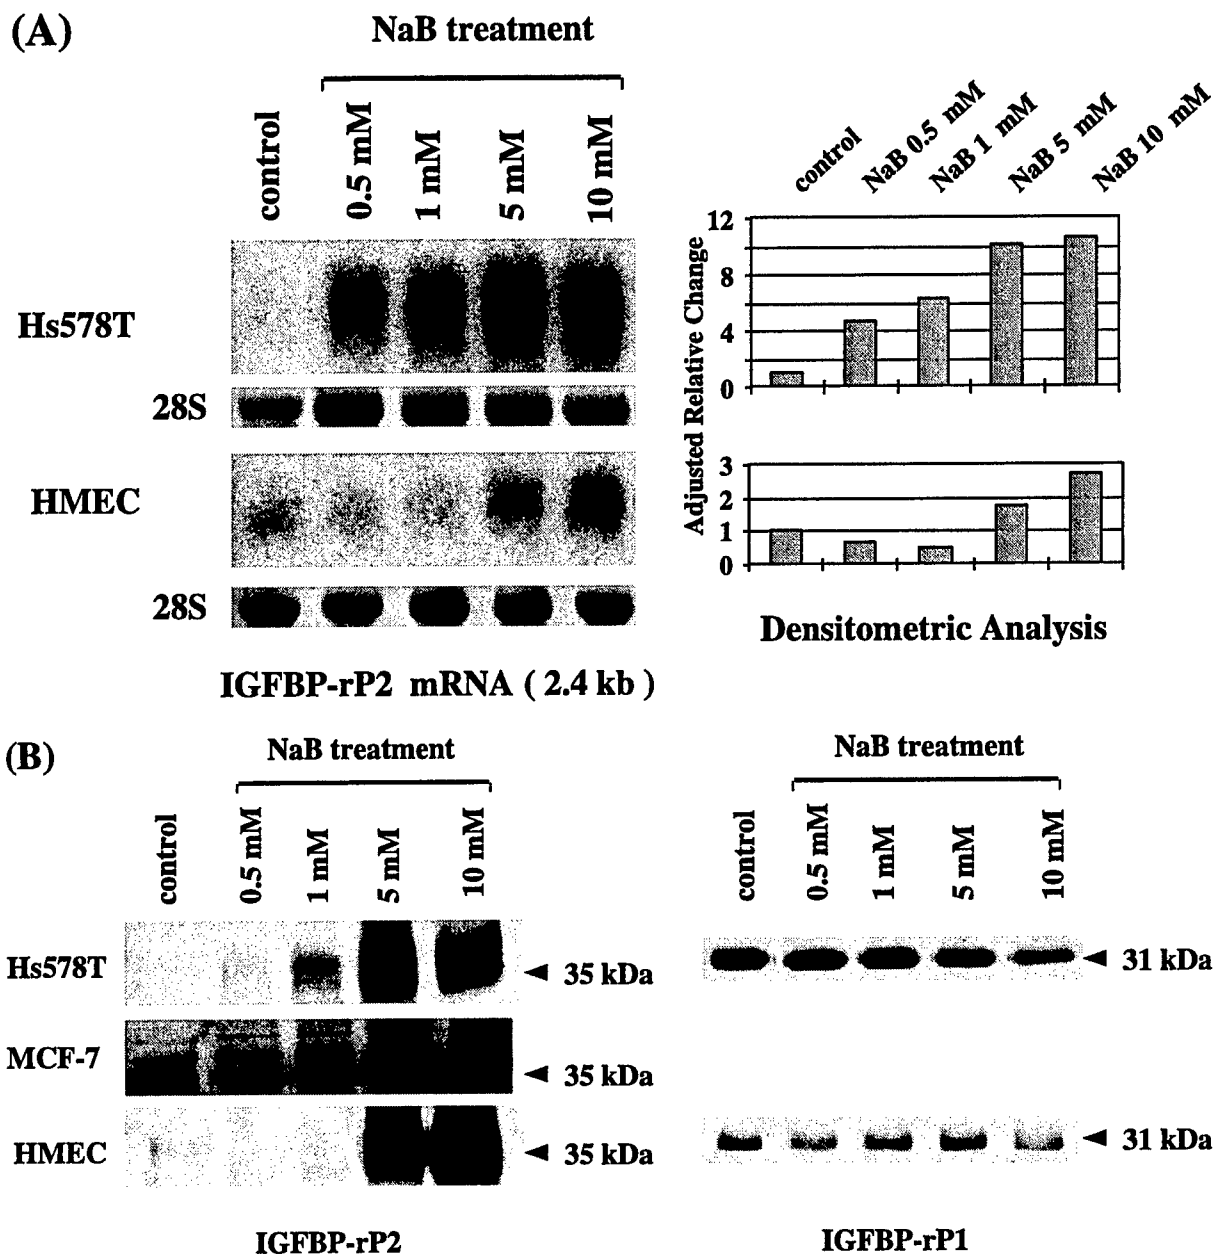 (A)
NaB treatment
control
0.5 mM
1 mM
5 mM
10 mM
Hs578T
28S
HMEC
28S
IGFBP-rP2 mRNA ( 2.4 kb )
control
NaB 0.5 mM
NaB 1 mM
NaB 5 mM
NaB 10 mM
Adjusted Relative Change
12
8
4
0
3
2
1
0
Densitometric Analysis
(B)
NaB treatment
control
0.5 mM
1 mM
5 mM
10 mM
Hs578T
35 kDa
MCF-7
35 kDa
HMEC
35 kDa
IGFBP-rP2
NaB treatment
control
0.5 mM
1 mM
5 mM
10 mM
31 kDa
31 kDa
IGFBP-rP1